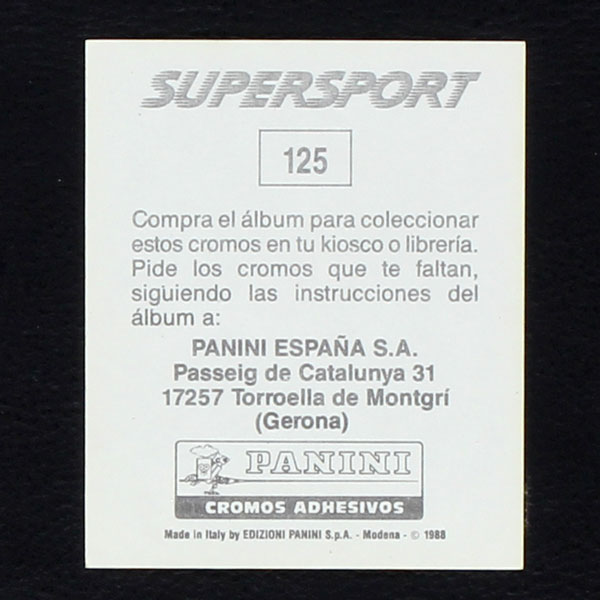 SUPERSPORT
125
Compra el álbum para coleccionar
estos cromos en tu kiosco o librería.
Pide los cromos que te faltan,
siguiendo las instrucciones del
álbum a:
PANINI ESPAÑA S.A.
Passeig de Catalunya 31
17257 Torroella de Montgrí
(Gerona)
PANINI
CROMOS ADHESIVOS
Made in Italy by EDIZIONI PANINI S.p.A. - Modena - © 1988